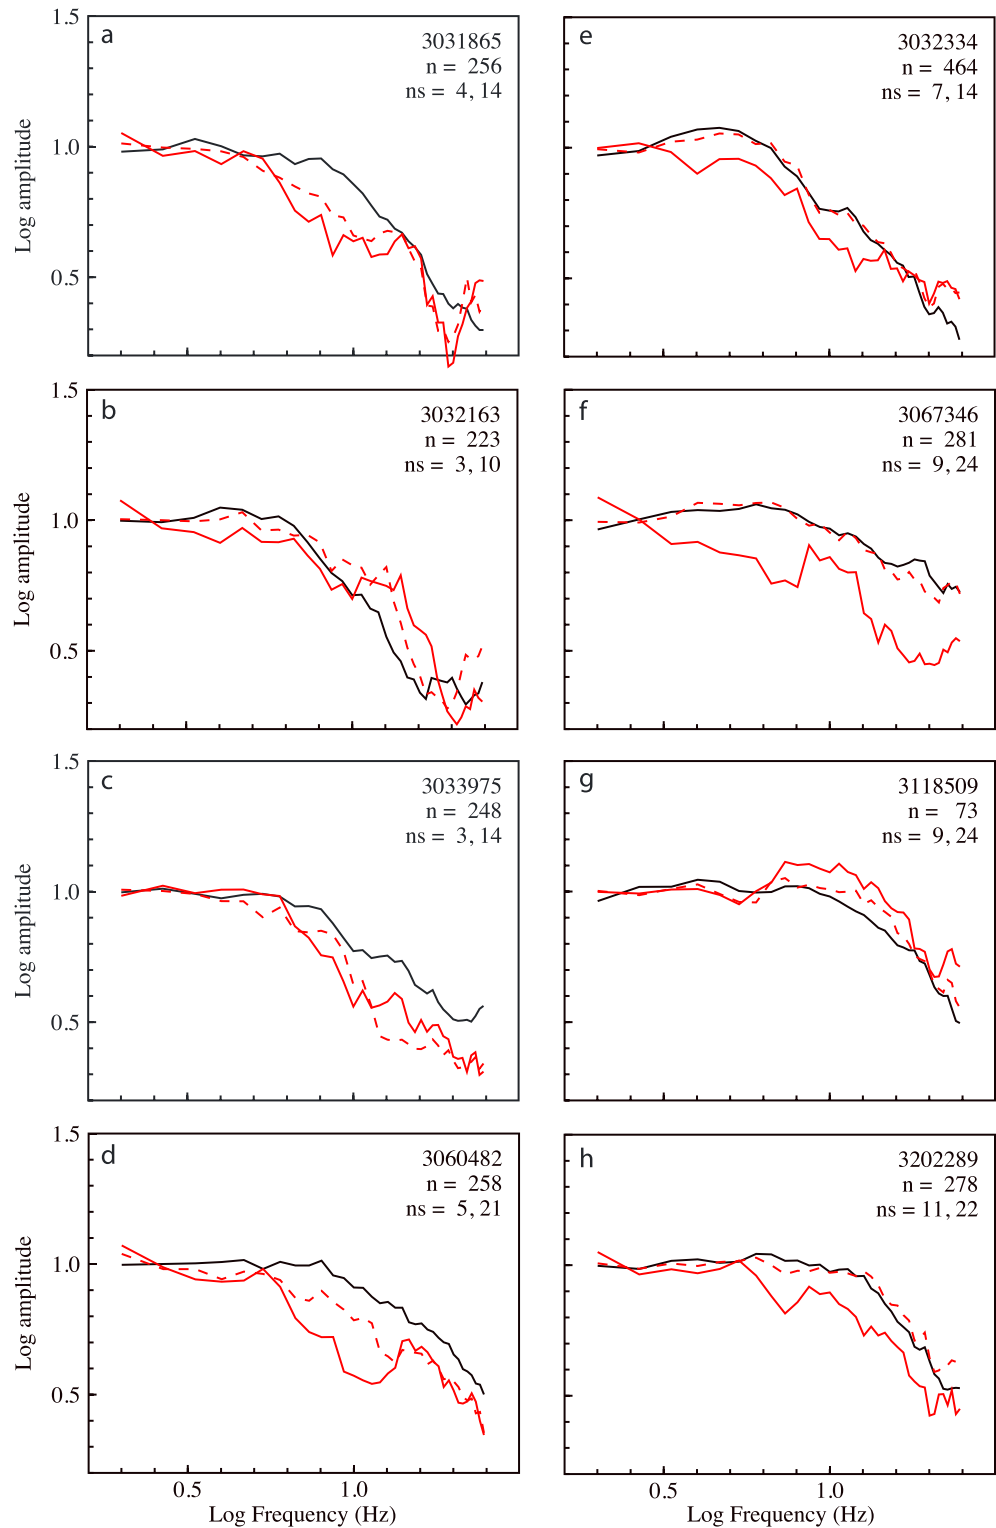 a
3031865
n = 256
ns = 4, 14
1.5
1.0
0.5
Log amplitude
e
3032334
n = 464
ns = 7, 14
b
3032163
n = 223
ns = 3, 10
1.5
1.0
0.5
Log amplitude
f
3067346
n = 281
ns = 9, 24
c
3033975
n = 248
ns = 3, 14
1.5
1.0
0.5
Log amplitude
g
3118509
n = 73
ns = 9, 24
d
3060482
n = 258
ns = 5, 21
1.5
1.0
0.5
Log amplitude
0.5 1.0
Log Frequency (Hz)
h
3202289
n = 278
ns = 11, 22
0.5 1.0
Log Frequency (Hz)